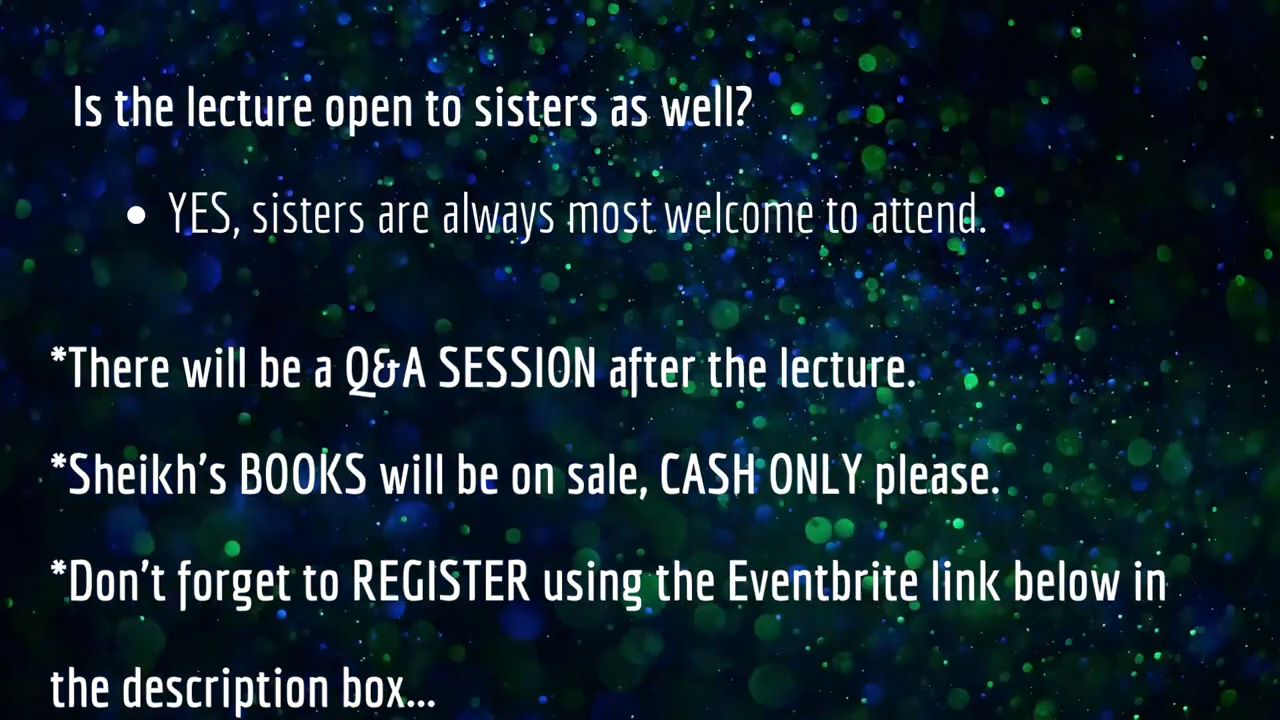 Is the lecture open to sisters as well?
• YES, sisters are always most welcome to attend.
*There will be a Q&A SESSION after the lecture.
*Sheikh’s BOOKS will be on sale, CASH ONLY please.
*Don’t forget to REGISTER using the Eventbrite link below in
the description box...